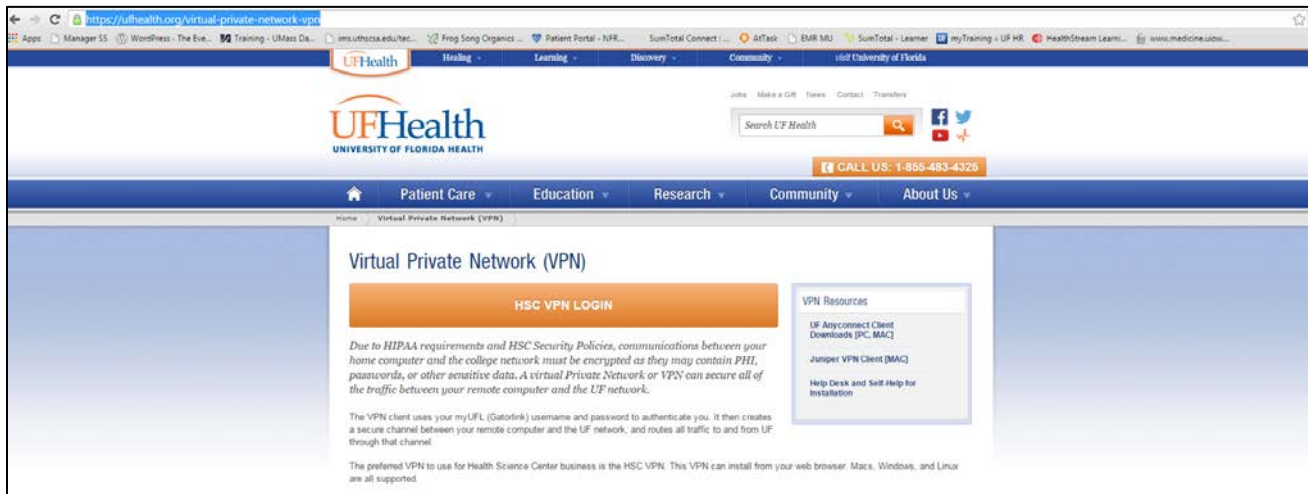 https://ufhealth.org/virtual-private-network-vpn
Apps Manager SS WordPress › The Eve... Training - UMass Da... ims.uthscsa.edu/tec... Frog Song Organics ... Patient Portal - NFR... SumTotal Connect : ... AtTask EMR MU SumTotal - Learner myTraining » UF HR HealthStream Learni... www.medicine.uiow...
UFHealth Healing Learning Discovery Community visit University of Florida
Jobs Make a Gift News Contact Transfers
UFHealth
UNIVERSITY OF FLORIDA HEALTH
Search UF Health
CALL US: 1-855-483-4325
Patient Care Education Research Community About Us
Home Virtual Private Network (VPN)
Virtual Private Network (VPN)
HSC VPN LOGIN
Due to HIPAA requirements and HSC Security Policies, communications between your
home computer and the college network must be encrypted as they may contain PHI,
passwords, or other sensitive data. A virtual Private Network or VPN can secure all of
the traffic between your remote computer and the UF network.
The VPN client uses your myUFL (Gatorlink) username and password to authenticate you. It then creates
a secure channel between your remote computer and the UF network, and routes all traffic to and from UF
through that channel.
The preferred VPN to use for Health Science Center business is the HSC VPN. This VPN can install from your web browser. Macs, Windows, and Linux
are all supported.
VPN Resources
UF Anyconnect Client
Downloads [PC, MAC]
Juniper VPN Client [MAC]
Help Desk and Self-Help for
Installation